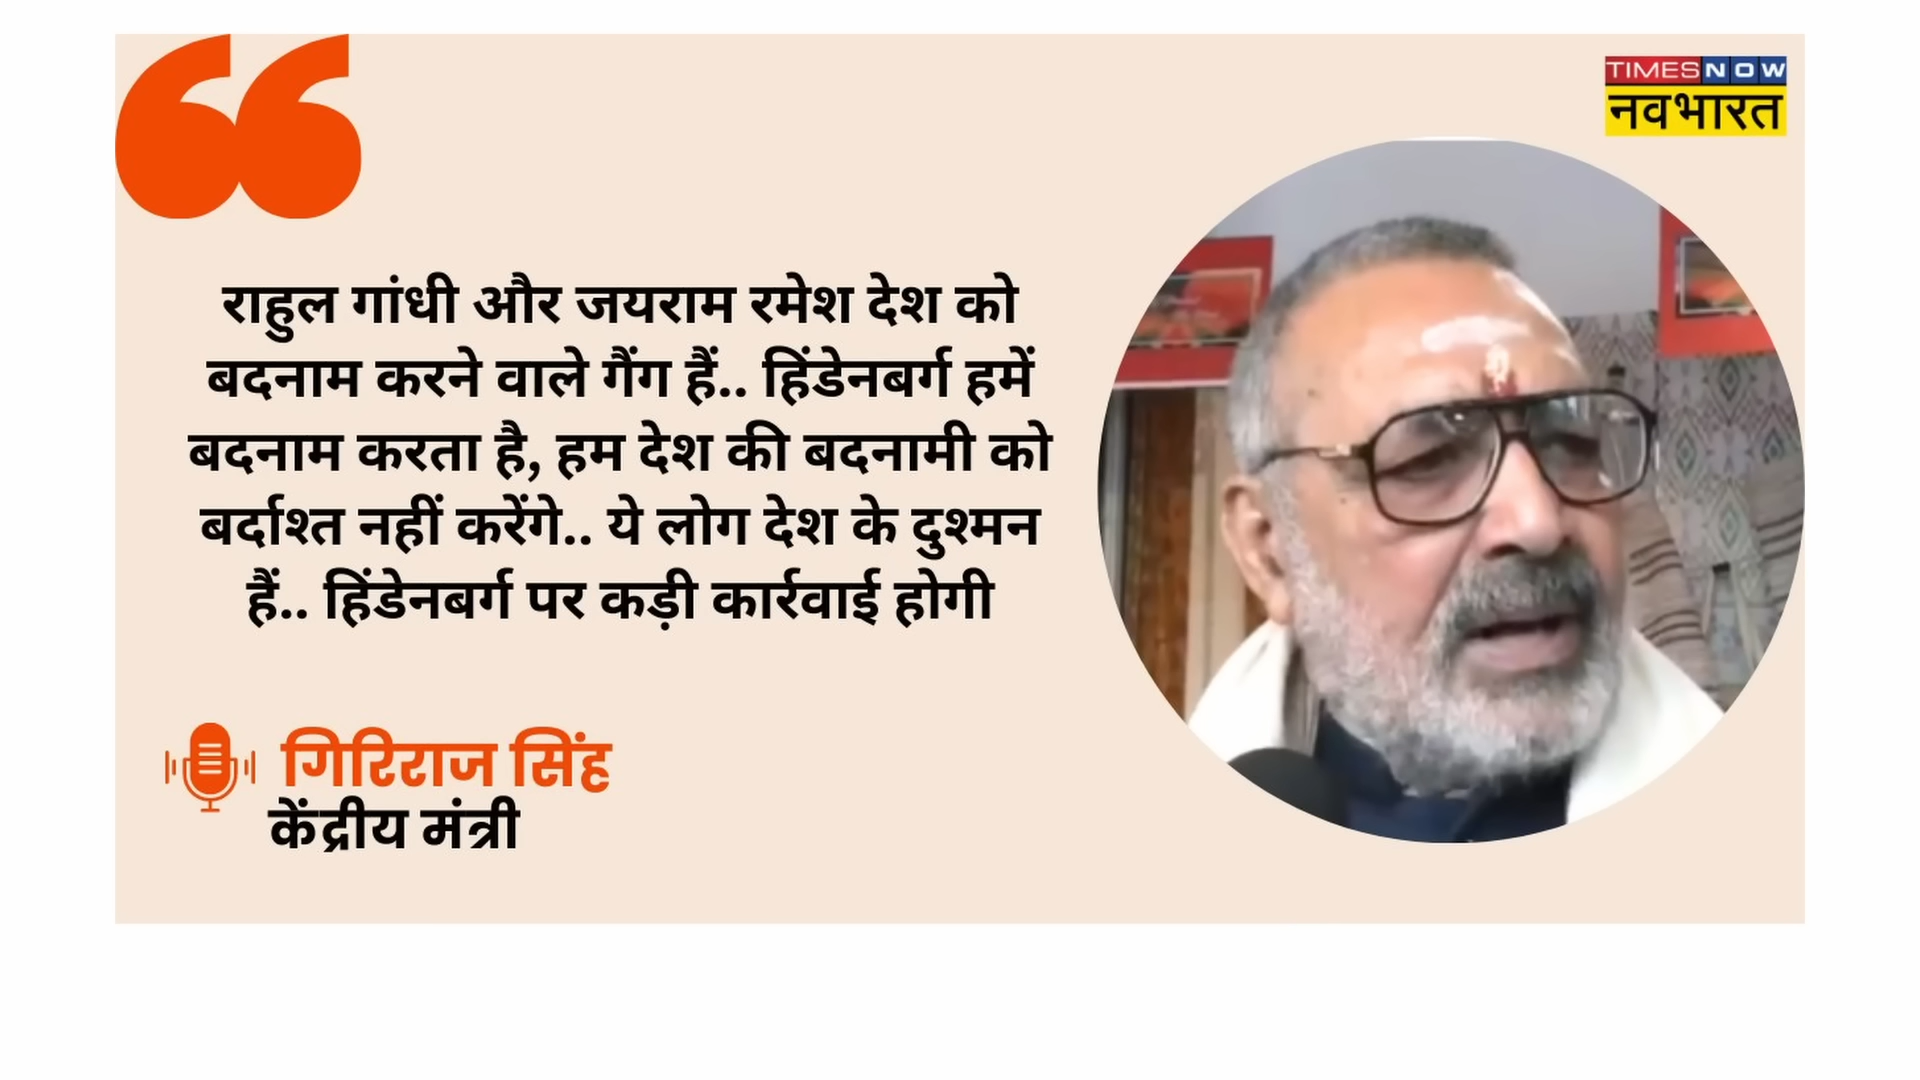 TIMES NOW
नवभारत
राहुल गांधी और जयराम रमेश देश को
बदनाम करने वाले गैंग हैं.. हिंडेनबर्ग हमें
बदनाम करता है, हम देश की बदनामी को
बर्दाश्त नहीं करेंगे.. ये लोग देश के दुश्मन
हैं.. हिंडेनबर्ग पर कड़ी कार्रवाई होगी
गिरिराज सिंह
केंद्रीय मंत्री